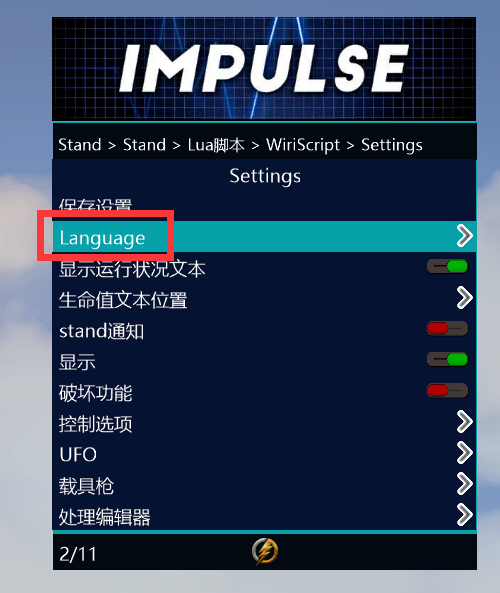 IMPULSE
Stand > Stand > Lua脚本 > WiriScript > Settings
Settings
保存设置
Language
显示运行状况文本
生命值文本位置
stand通知
显示
破坏功能
控制选项
UFO
载具枪
处理编辑器
2/11